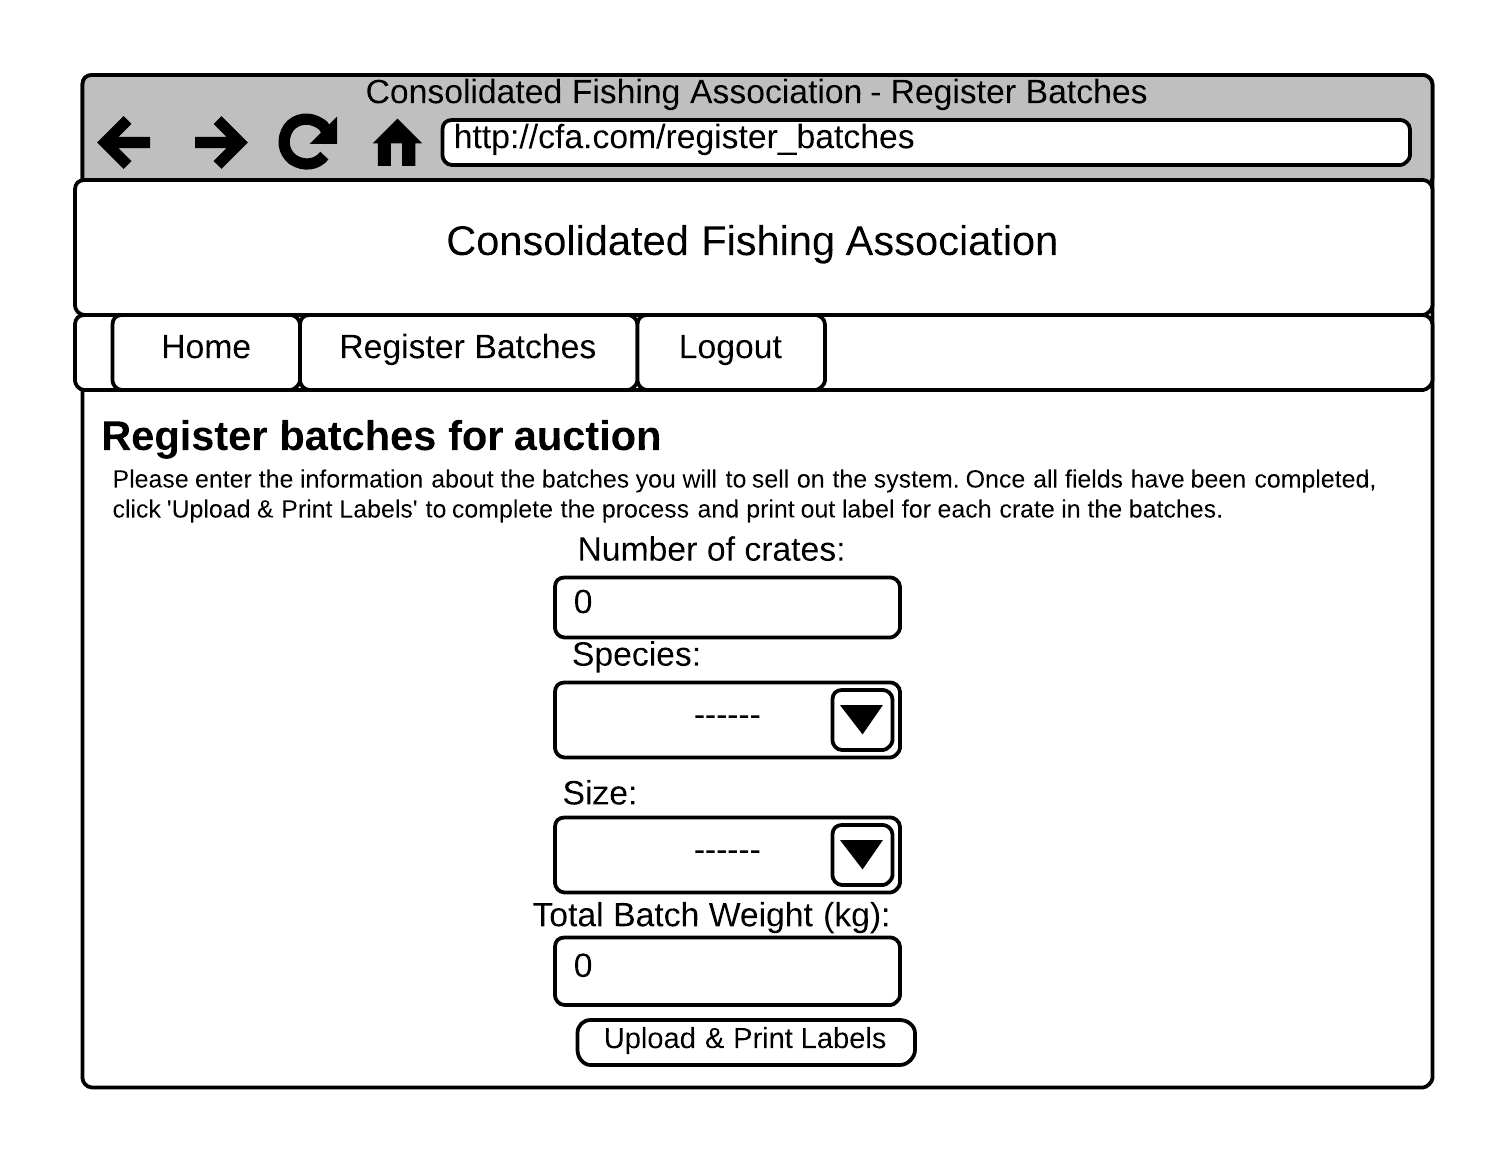 Consolidated Fishing Association - Register Batches
http://cfa.com/register_batches
Consolidated Fishing Association
Home Register Batches Logout
Register batches for auction
Please enter the information about the batches you will to sell on the system. Once all fields have been completed,
click 'Upload & Print Labels' to complete the process and print out label for each crate in the batches.
Number of crates:
0
Species:
------
Size:
------
Total Batch Weight (kg):
0
Upload & Print Labels